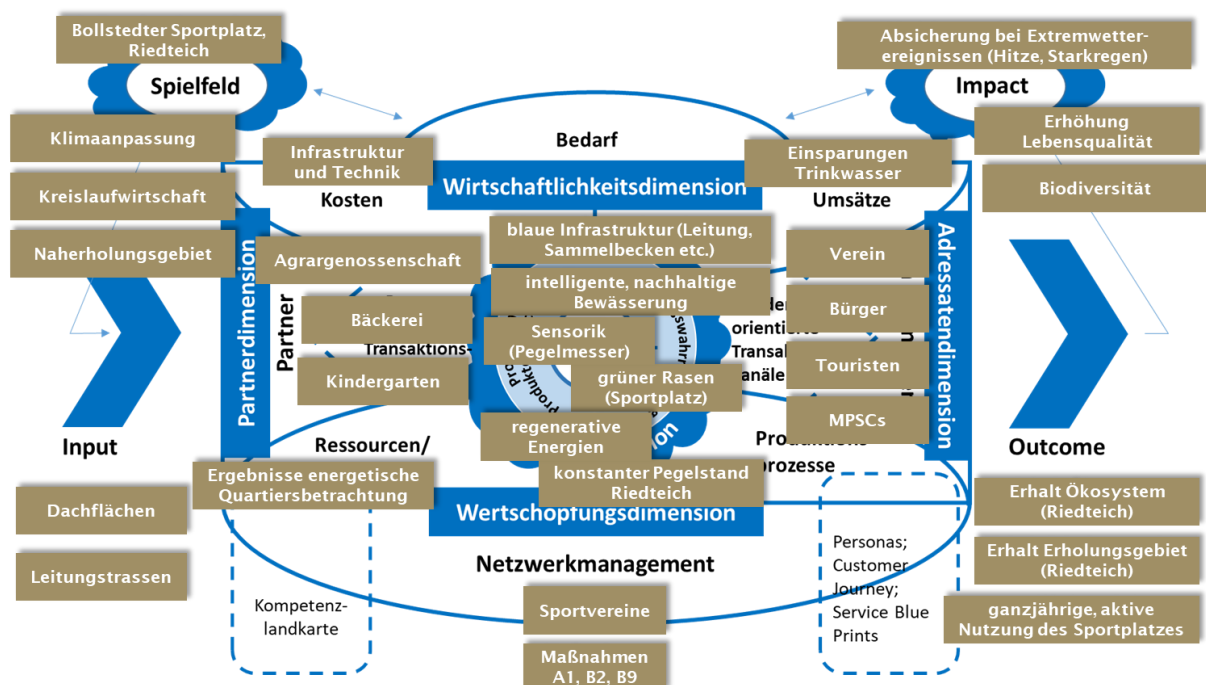 Bollstedter Sportplatz,
Riedteich
Spielfeld
Absicherung bei Extremwetter-
ereignissen (Hitze, Starkregen)
Impact
Klimaanpassung
Kreislaufwirtschaft
Naherholungsgebiet
Erhöhung
Lebensqualität
Biodiversität
Bedarf
Infrastruktur
und Technik
Kosten
Wirtschaftlichkeitsdimension
Einsparungen
Trinkwasser
Umsätze
Partnerdimension
Partner
Agrargenossenschaft
Bäckerei
Transaktions-
Kindergarten
blaue Infrastruktur (Leitung,
Sammelbecken etc.)
intelligente, nachhaltige
Bewässerung
Sensorik
(Pegelmesser)
grüner Rasen
(Sportplatz)
regenerative
Energien
konstanter Pegelstand
Riedteich
orientierte
Verein
Bürger
Touristen
MPSCs
Adressatendimension
Input
Ressourcen/
Ergebnisse energetische
Quartiersbetrachtung
Produktions
prozesse
Outcome
Wertschöpfungsdimension
Dachflächen
Leitungstrassen
Kompetenz-
landkarte
Netzwerkmanagement
Sportvereine
Maßnahmen
A1, B2, B9
Personas;
Customer
Journey;
Service Blue
Prints
Erhalt Ökosystem
(Riedteich)
Erhalt Erholungsgebiet
(Riedteich)
ganzjährige, aktive
Nutzung des Sportplatzes